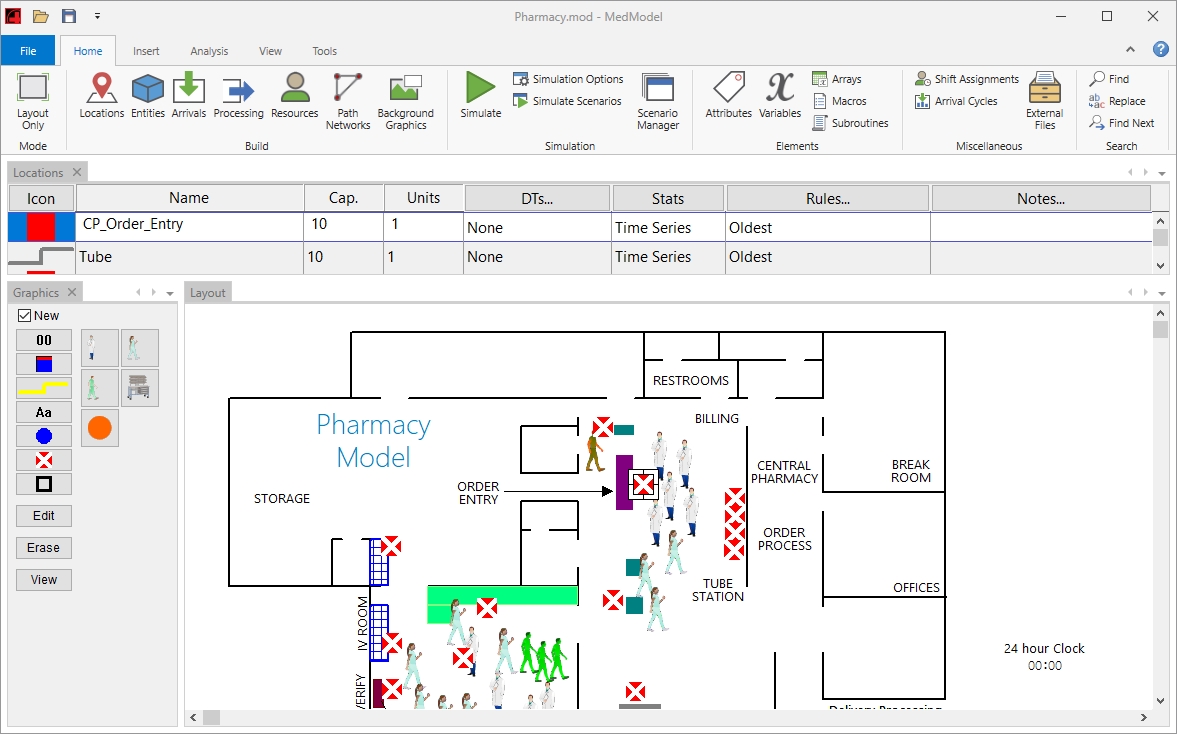 Pharmacy.mod - MedModel
File Home Insert Analysis View Tools
Layout Only
Mode
Locations Entities Arrivals Processing Resources Path Networks Background Graphics
Build
Simulate
Simulation Options
Simulate Scenarios
Scenario Manager
Simulation
Attributes Variables
Arrays
Macros
Subroutines
Elements
Shift Assignments
Arrival Cycles
External Files
Miscellaneous
Find
Replace
Find Next
Search
Locations
Icon Name Cap. Units DTs... Stats Rules... Notes...
CP_Order_Entry 10 1 None Time Series Oldest
Tube 10 1 None Time Series Oldest
Graphics
New
00
Aa
Edit
Erase
View
Layout
Pharmacy
Model
STORAGE
ORDER
ENTRY
RESTROOMS
BILLING
CENTRAL
PHARMACY
BREAK
ROOM
ORDER
PROCESS
TUBE
STATION
OFFICES
IV ROOM
VERIFY
24 hour Clock
00:00
Delivery Processing